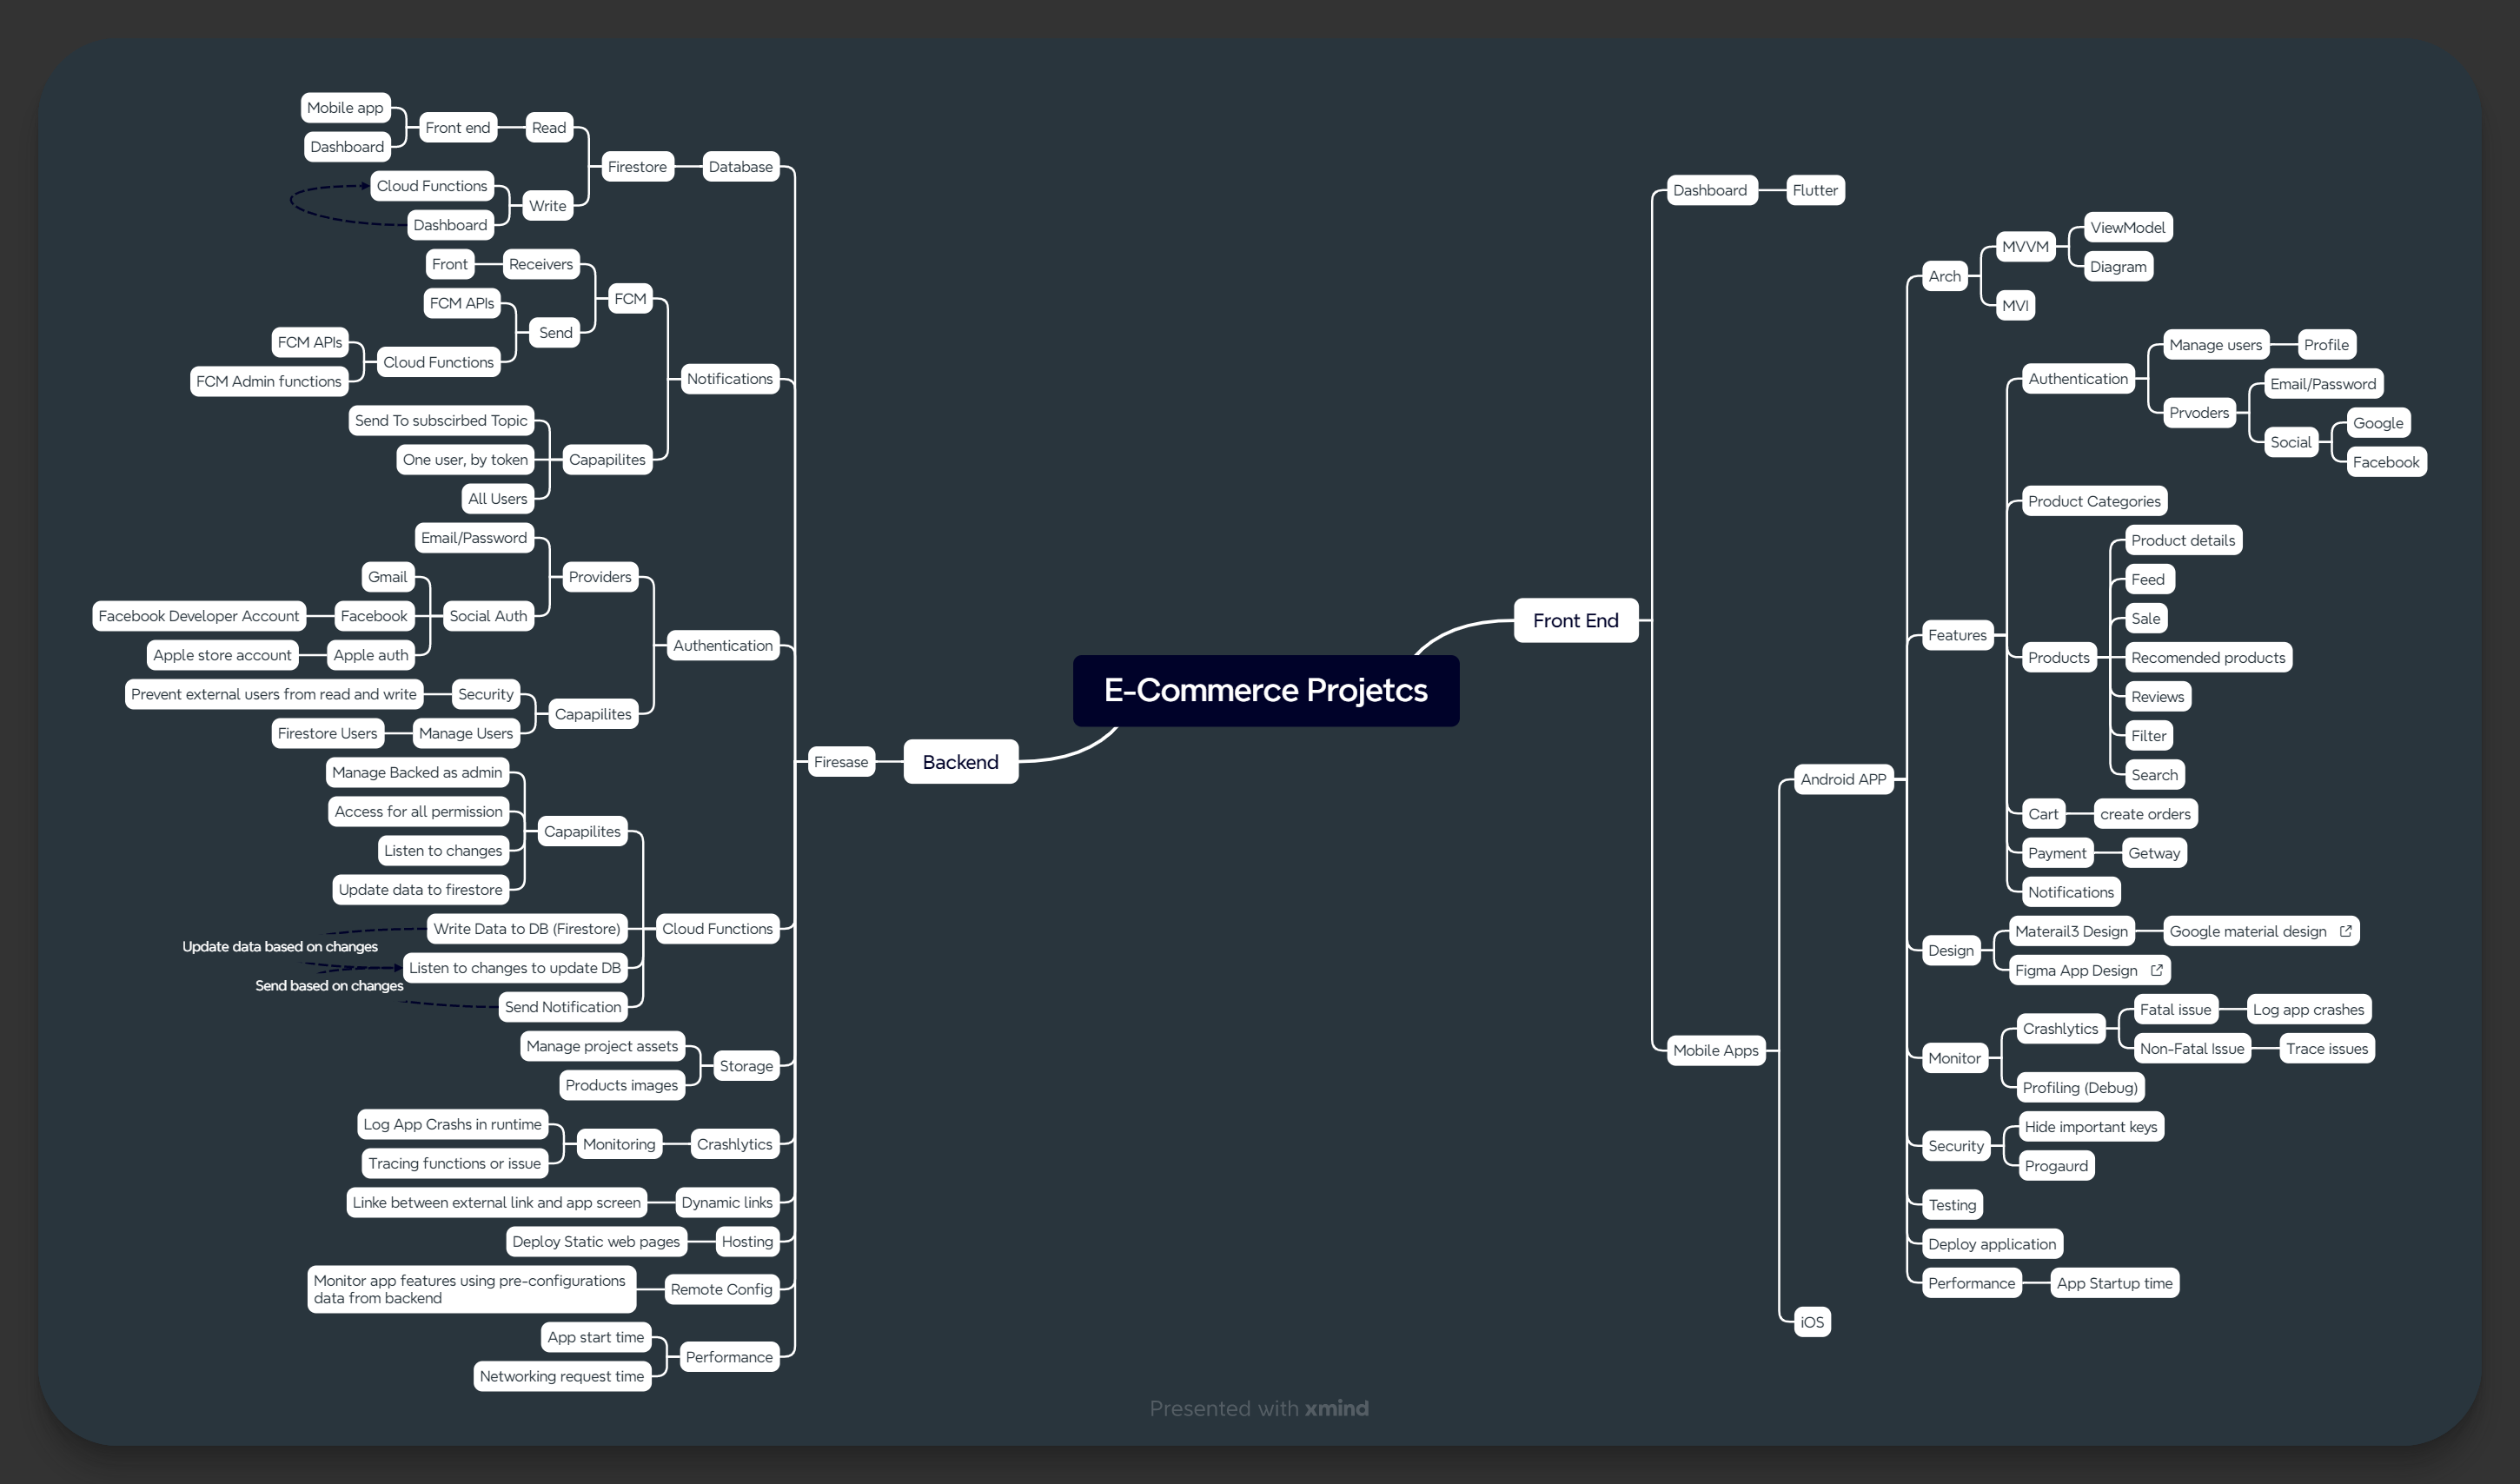 E-Commerce Projetcs
Front End
Dashboard
Flutter
Mobile Apps
Android APP
Arch
MVVM
ViewModel
Diagram
MVI
Features
Authentication
Manage users
Profile
Prvoders
Email/Password
Social
Google
Facebook
Product Categories
Products
Product details
Feed
Sale
Recomended products
Reviews
Filter
Search
Cart
create orders
Payment
Getway
Notifications
Design
Materail3 Design
Google material design
Figma App Design
Monitor
Crashlytics
Fatal issue
Log app crashes
Non-Fatal Issue
Trace issues
Profiling (Debug)
Security
Hide important keys
Progaurd
Testing
Deploy application
Performance
App Startup time
iOS
Backend
Firesase
Database
Firestore
Read
Front end
Mobile app
Dashboard
Write
Cloud Functions
Dashboard
Notifications
FCM
Receivers
Front
Send
FCM APIs
Cloud Functions
FCM APIs
FCM Admin functions
Capapilites
Send To subscirbed Topic
One user, by token
All Users
Authentication
Providers
Email/Password
Social Auth
Gmail
Facebook
Facebook Developer Account
Apple auth
Apple store account
Capapilites
Security
Prevent external users from read and write
Manage Users
Firestore Users
Cloud Functions
Capapilites
Manage Backed as admin
Access for all permission
Listen to changes
Update data to firestore
Write Data to DB (Firestore)
Update data based on changes
Listen to changes to update DB
Send based on changes
Send Notification
Storage
Manage project assets
Products images
Crashlytics
Monitoring
Log App Crashs in runtime
Tracing functions or issue
Dynamic links
Linke between external link and app screen
Hosting
Deploy Static web pages
Remote Config
Monitor app features using pre-configurations
data from backend
Performance
App start time
Networking request time
Presented with xmind